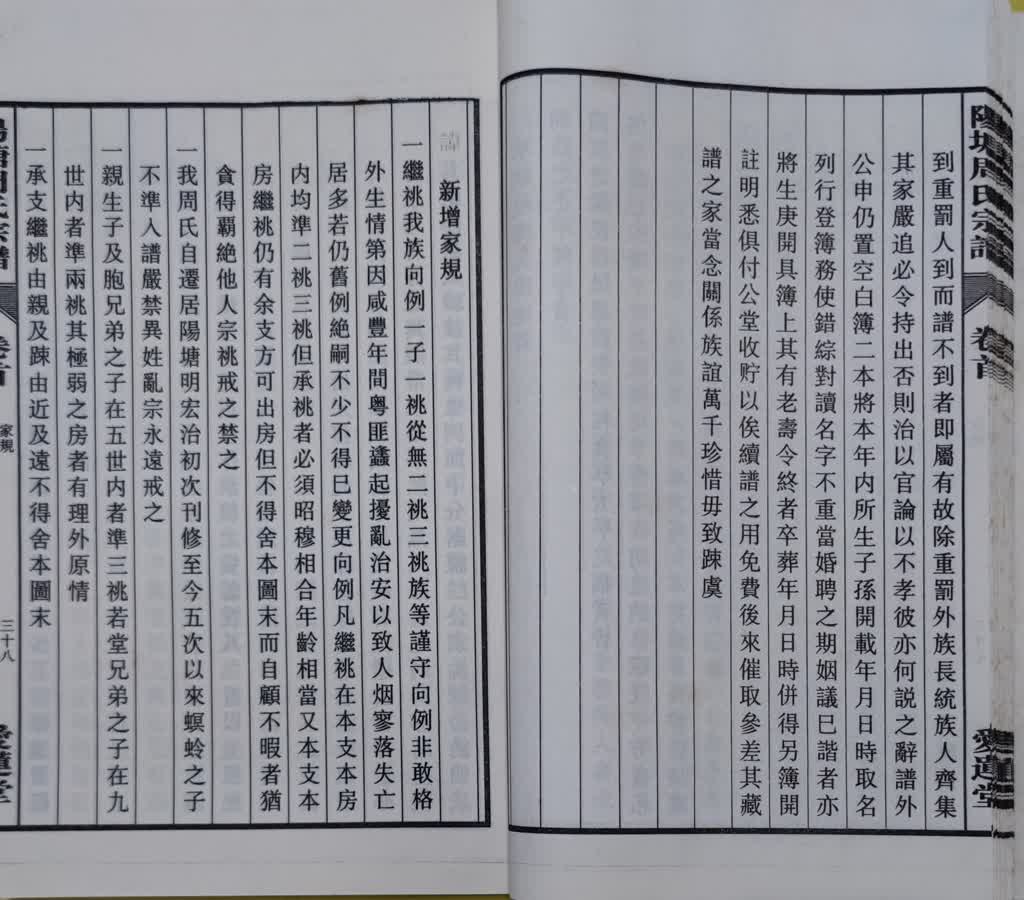 陽塘周氏宗譜
卷首
愛蓮堂
到重罰人到而譜不到者即屬有故除重罰外族長統族人齊集
其家嚴追必令持出否則治以官論以不孝彼亦何説之辭譜外
公申仍置空白簿二本將本年内所生子孫開載年月日時取名
列行登簿務使錯綜對讀名字不重當婚聘之期姻議巳諧者亦
將生庚開具簿上其有老壽令終者卒葬年月日時併得另簿開
註明悉俱付公堂收貯以俟續譜之用免費後來催取參差其藏
譜之家當念關係族誼萬千珍惜毋致踈虞
新增家規
一繼祧我族向例一子一祧從無二祧三祧族等謹守向例非敢格
外生情第因咸豐年間粵匪蠭起擾亂治安以致人烟寥落失亡
居多若仍舊例絶嗣不少不得巳變更向例凡繼祧在本支本房
内均準二祧三祧但承祧者必須昭穆相合年齡相當又本支本
房繼祧仍有余支方可出房但不得舍本圖末而自顧不暇者猶
貪得覇絶他人宗祧戒之禁之
一我周氏自遷居陽塘明宏治初次刊修至今五次以來螟蛉之子
不準入譜嚴禁異姓亂宗永遠戒之
一親生子及胞兄弟之子在五世内者準三祧若堂兄弟之子在九
世内者準兩祧其極弱之房者有理外原情
一承支繼祧由親及踈由近及遠不得舍本圖末
陽塘周氏宗譜
卷首
家規
三十八
愛蓮堂